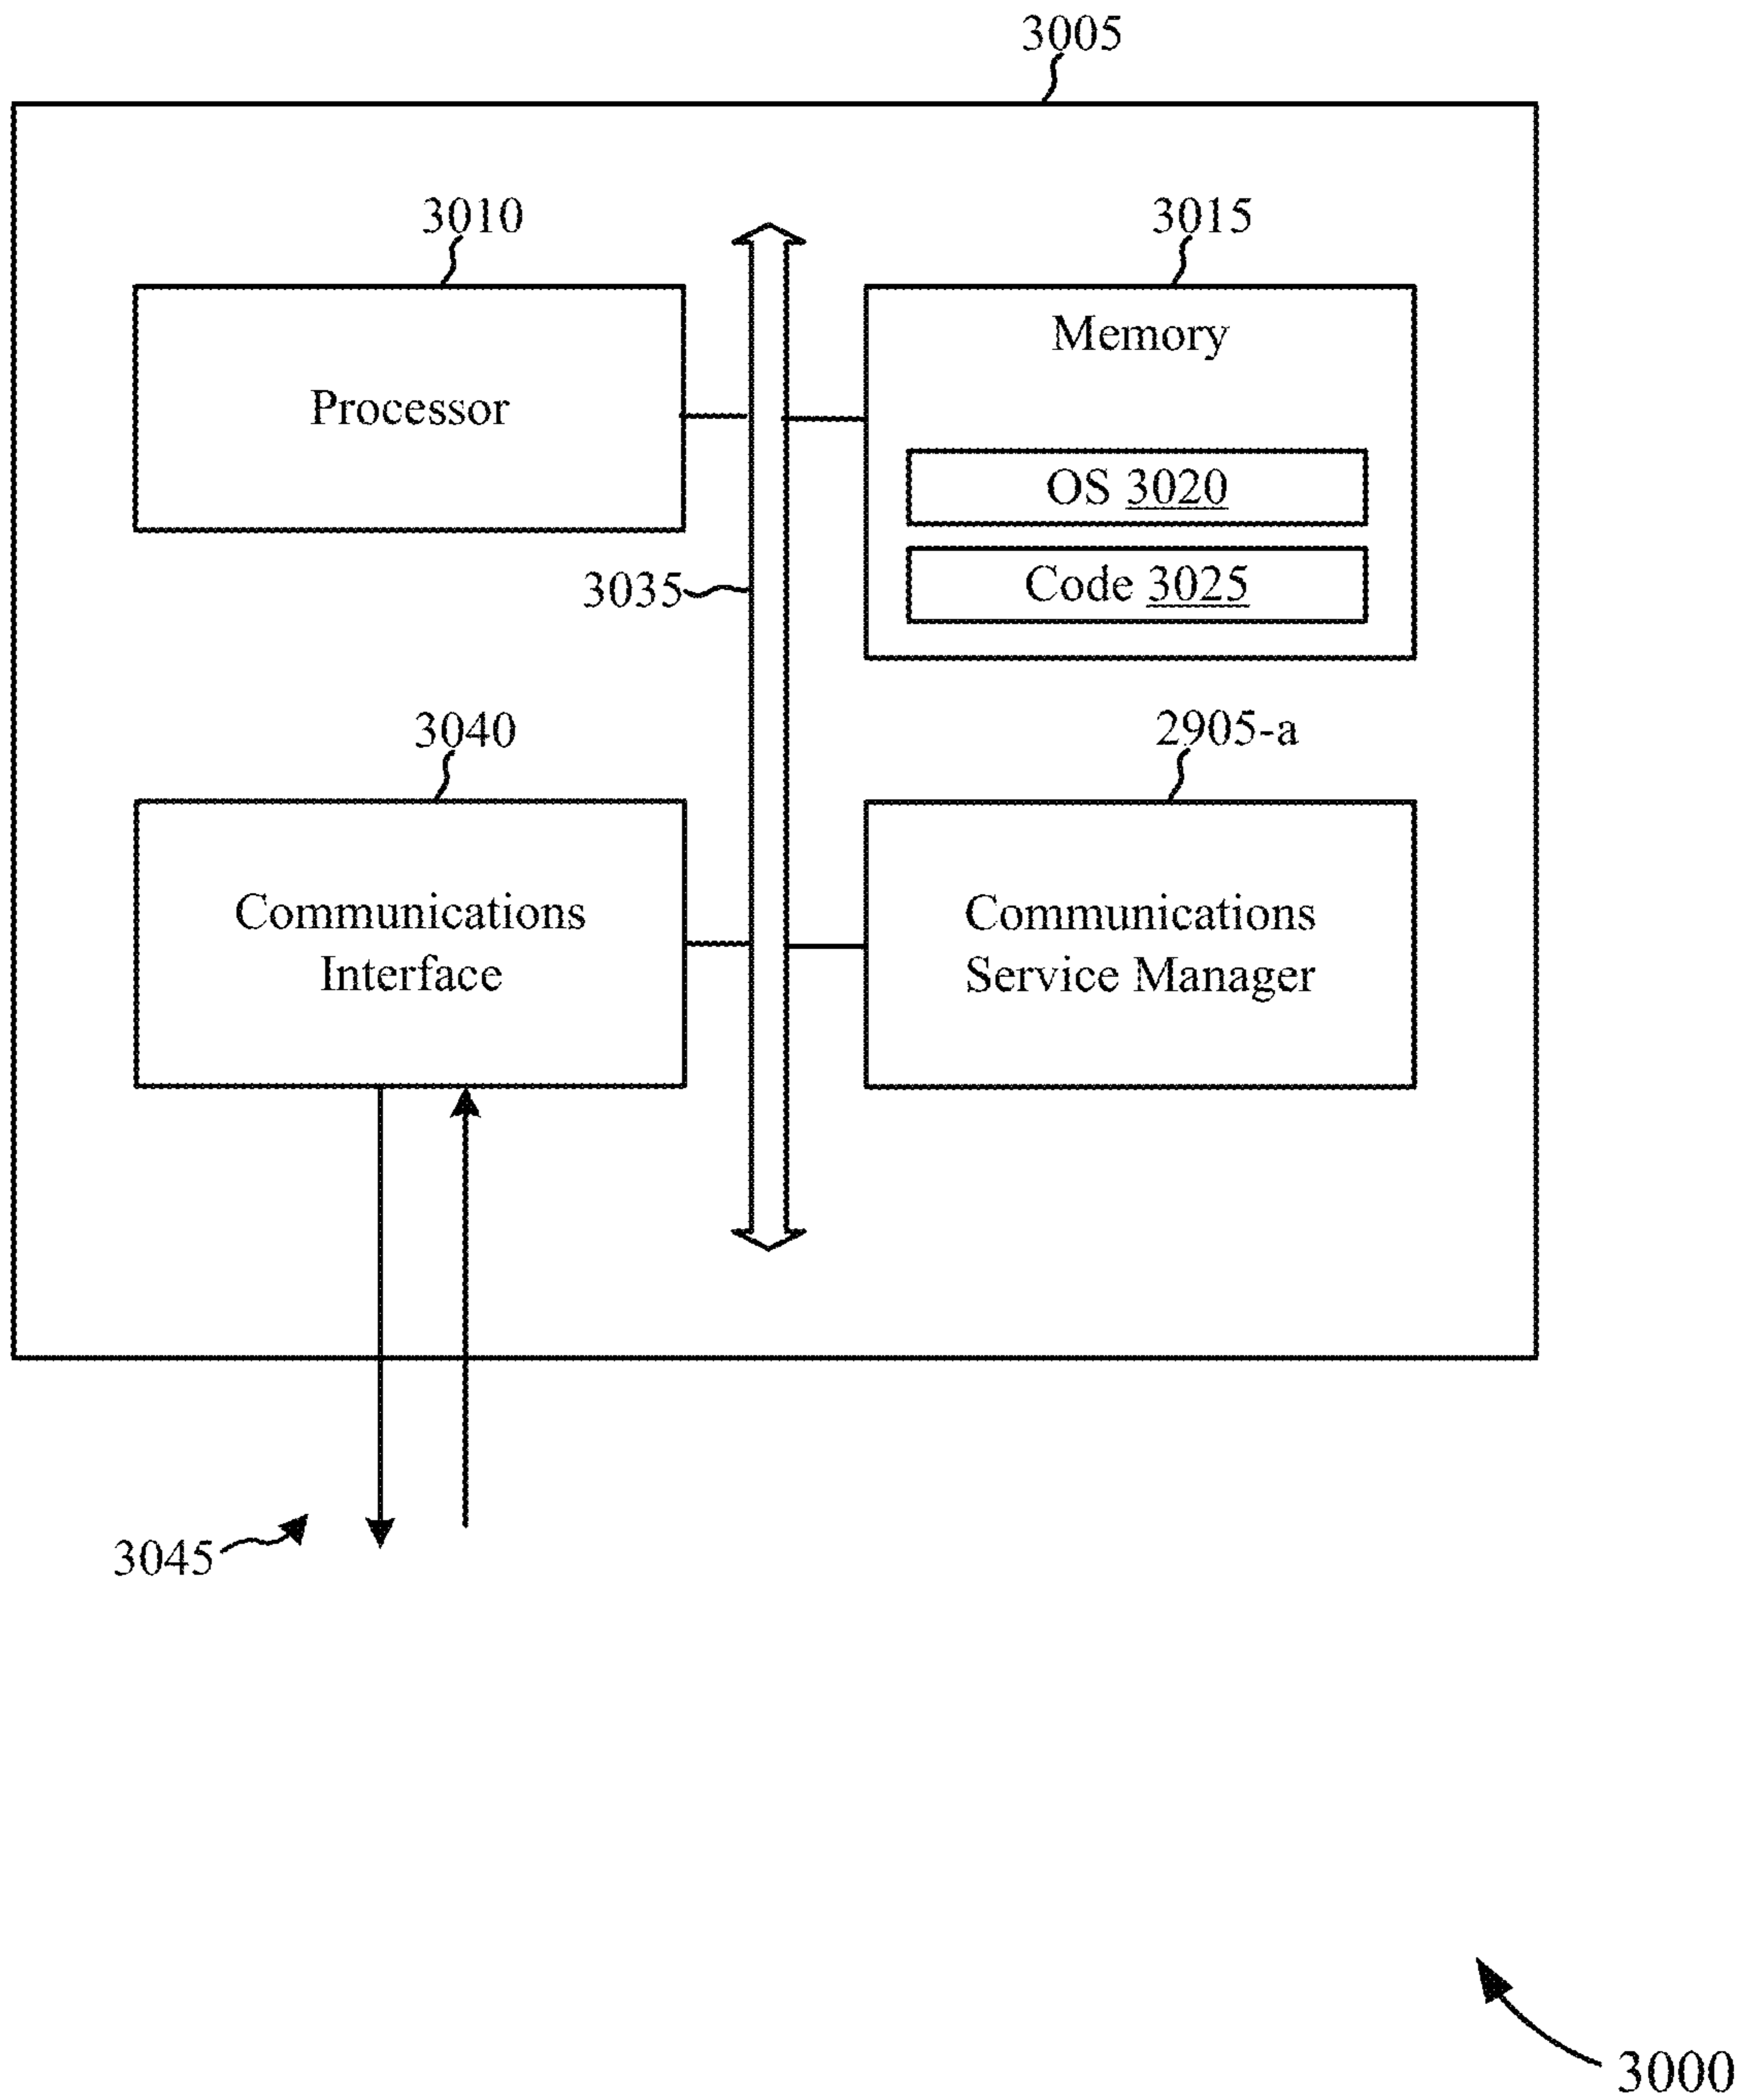 3005
3010
3015
Processor
Memory
OS 3020
Code 3025
3035
3040
2905-a
Communications
Interface
Communications
Service Manager
3045
3000